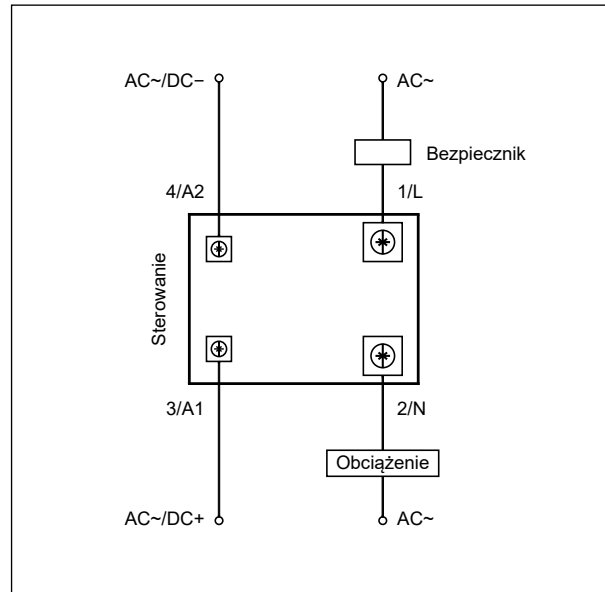 AC~/DC−
AC~
Bezpiecznik
4/A2
1/L
Sterowanie
3/A1
2/N
Obciążenie
AC~/DC+
AC~